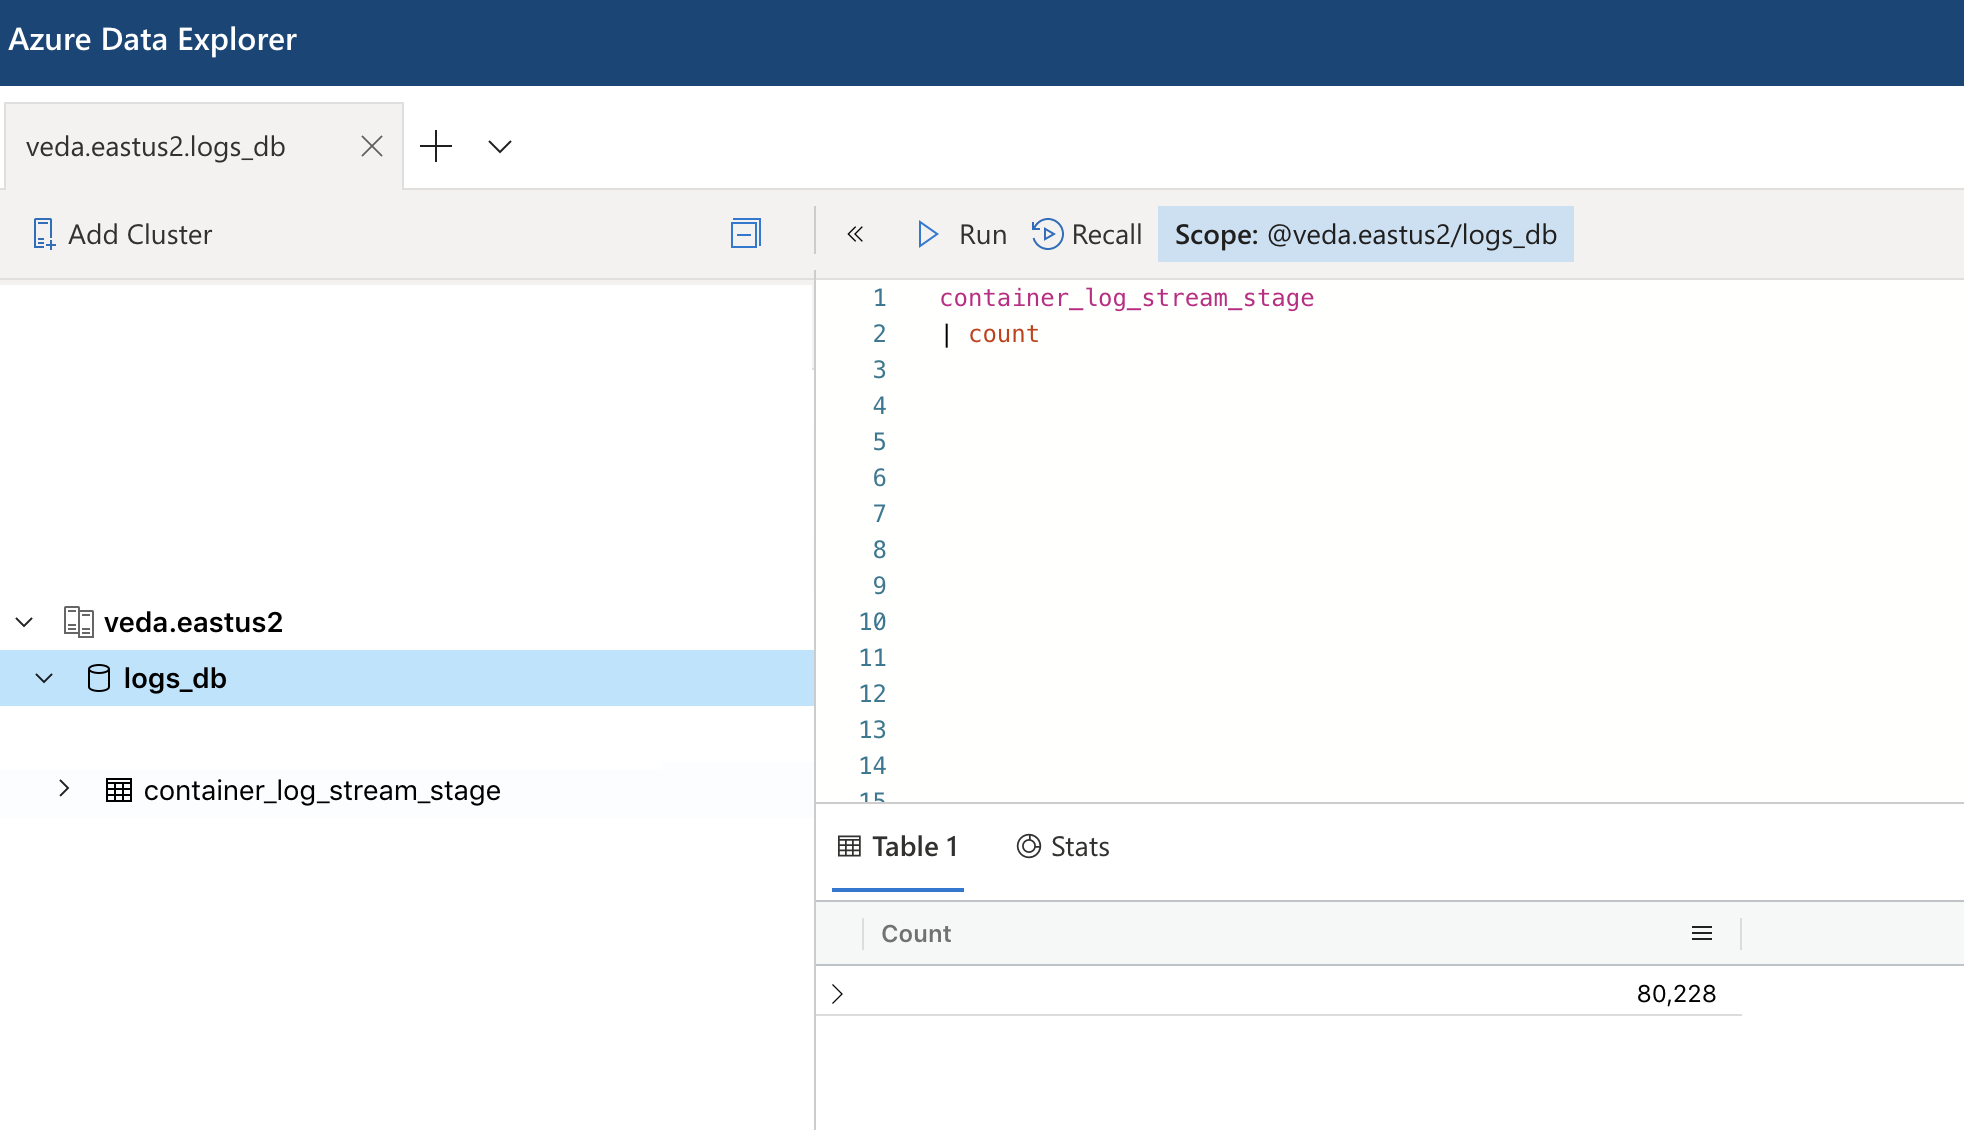 Azure Data Explorer
veda.eastus2.logs_db
Add Cluster
Run Recall Scope: @veda.eastus2/logs_db
veda.eastus2
logs_db
container_log_stream_stage
1 container_log_stream_stage
2 | count
3
4
5
6
7
8
9
10
11
12
13
14
15
Table 1 Stats
Count
80,228